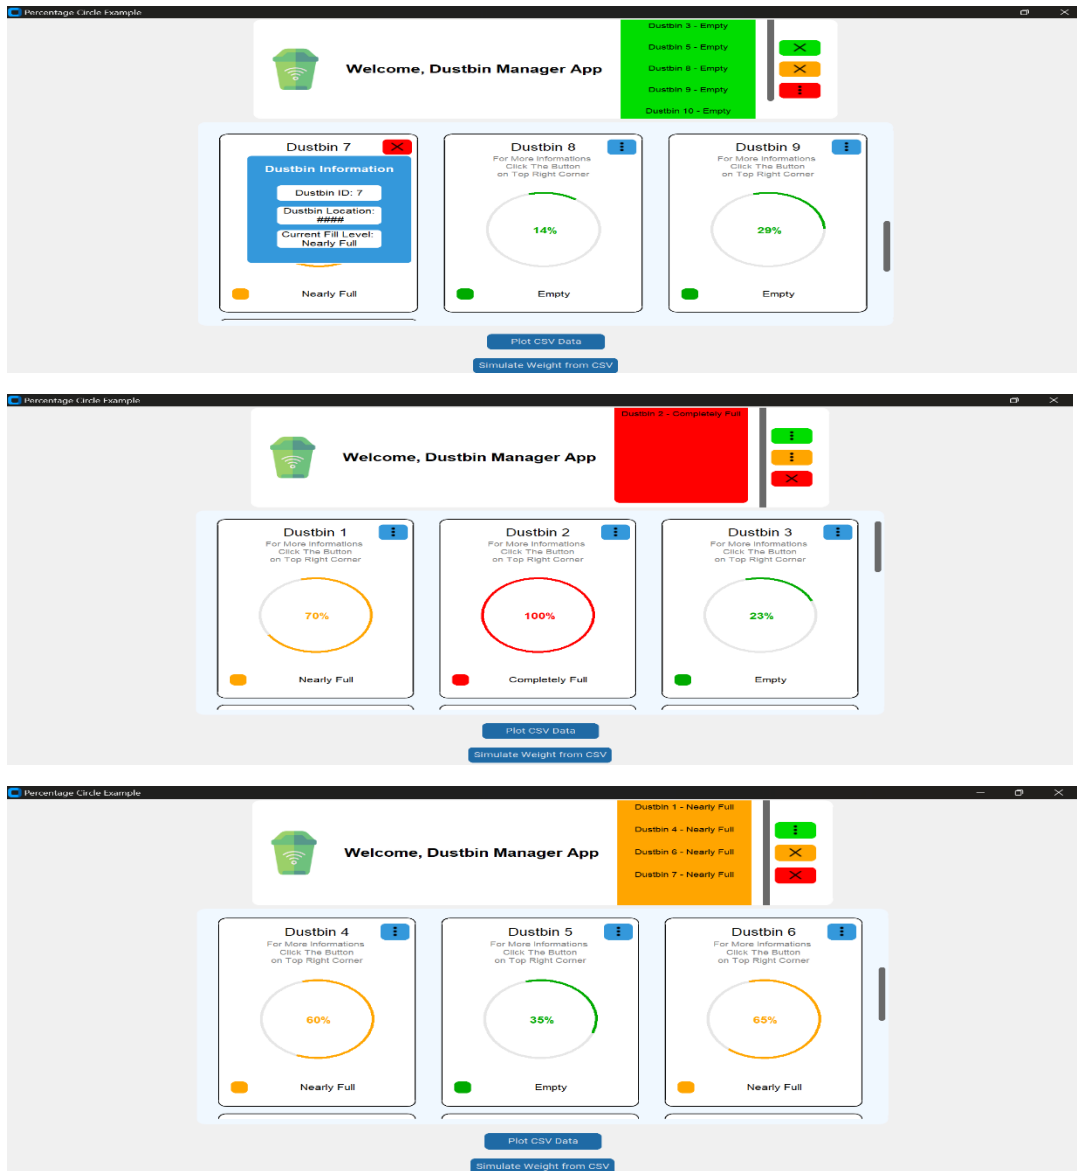 Percentage Circle Example
Dustbin 3 - Empty
Dustbin 5 - Empty
Dustbin 8 - Empty
Dustbin 9 - Empty
Dustbin 10 - Empty
Welcome, Dustbin Manager App
Dustbin 7
Dustbin Information
Dustbin ID: 7
Dustbin Location:
####
Current Fill Level:
Nearly Full
Nearly Full
Dustbin 8
For More Informations
Click The Button
on Top Right Corner
14%
Empty
Dustbin 9
For More Informations
Click The Button
on Top Right Corner
29%
Empty
Plot CSV Data
Simulate Weight from CSV
Percentage Circle Example
Dustbin 2 - Completely Full
Welcome, Dustbin Manager App
Dustbin 1
For More Informations
Click The Button
on Top Right Corner
70%
Nearly Full
Dustbin 2
For More Informations
Click The Button
on Top Right Corner
100%
Completely Full
Dustbin 3
For More Informations
Click The Button
on Top Right Corner
23%
Empty
Plot CSV Data
Simulate Weight from CSV
Percentage Circle Example
Dustbin 1 - Nearly Full
Dustbin 4 - Nearly Full
Dustbin 6 - Nearly Full
Dustbin 7 - Nearly Full
Welcome, Dustbin Manager App
Dustbin 4
For More Informations
Click The Button
on Top Right Corner
60%
Nearly Full
Dustbin 5
For More Informations
Click The Button
on Top Right Corner
35%
Empty
Dustbin 6
For More Informations
Click The Button
on Top Right Corner
65%
Nearly Full
Plot CSV Data
Simulate Weight from CSV